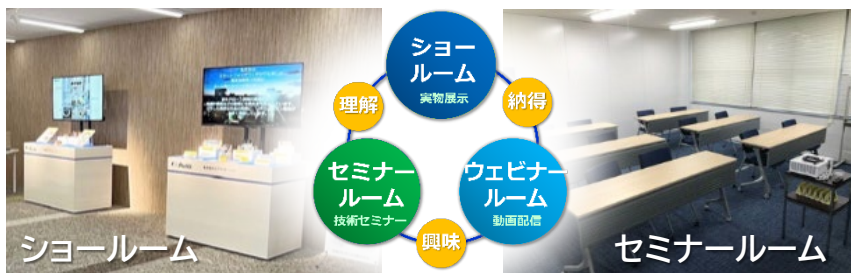 ショー
ルーム
実物展示
理解
納得
セミナー
ルーム
技術セミナー
ウェビナー
ルーム
動画配信
興味
ショールーム
セミナールーム